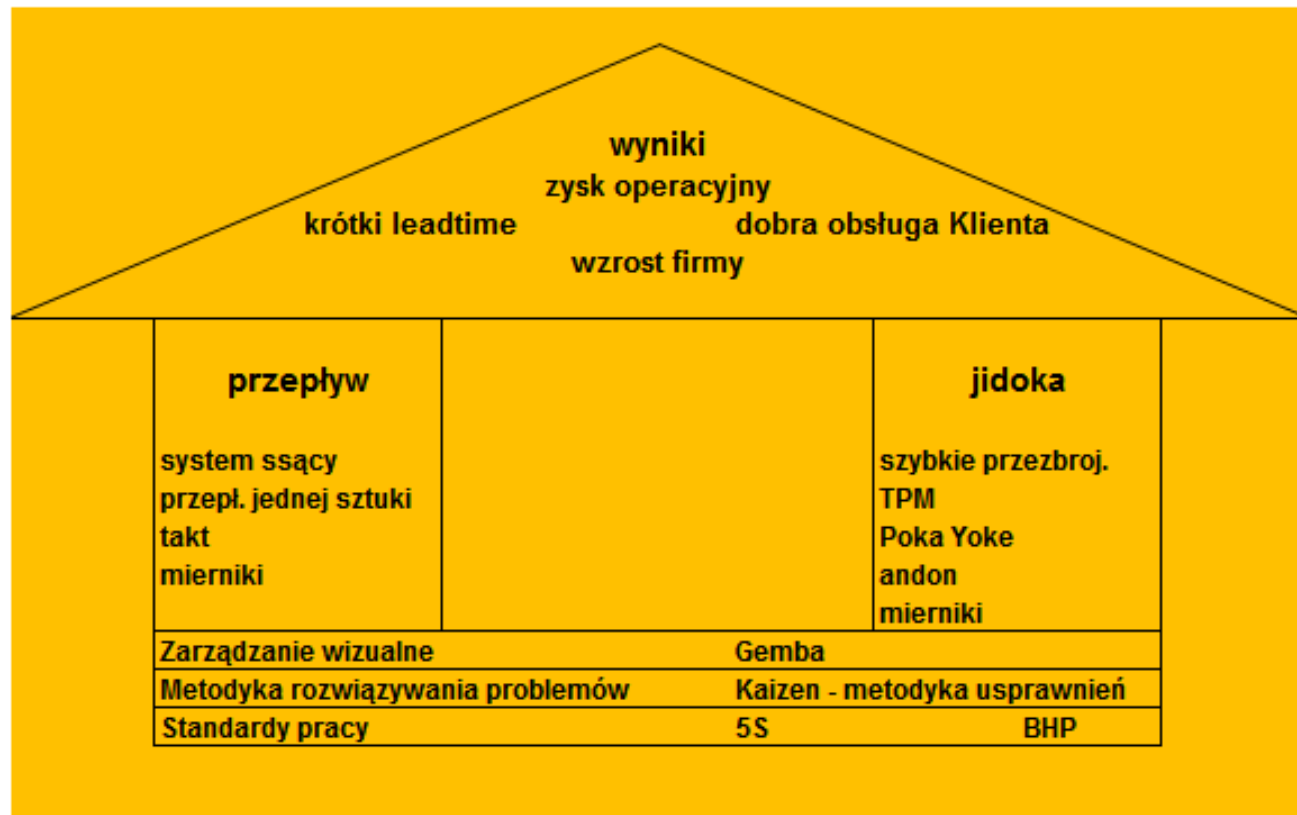 wyniki
zysk operacyjny
krótki leadtime dobra obsługa Klienta
wzrost firmy
przepływ
system ssący
przepł. jednej sztuki
takt
mierniki
jidoka
szybkie przezbroj.
TPM
Poka Yoke
andon
mierniki
Zarządzanie wizualne Gemba
Metodyka rozwiązywania problemów Kaizen - metodyka usprawnień
Standardy pracy 5S BHP